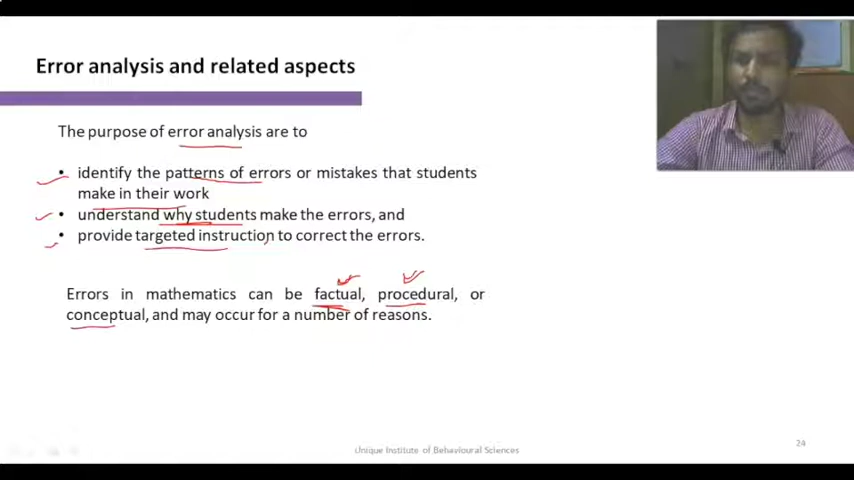 Error analysis and related aspects
The purpose of error analysis are to
• identify the patterns of errors or mistakes that students
make in their work
• understand why students make the errors, and
• provide targeted instruction to correct the errors.
Errors in mathematics can be factual, procedural, or
conceptual, and may occur for a number of reasons.
Unique Institute of Behavioural Sciences
24